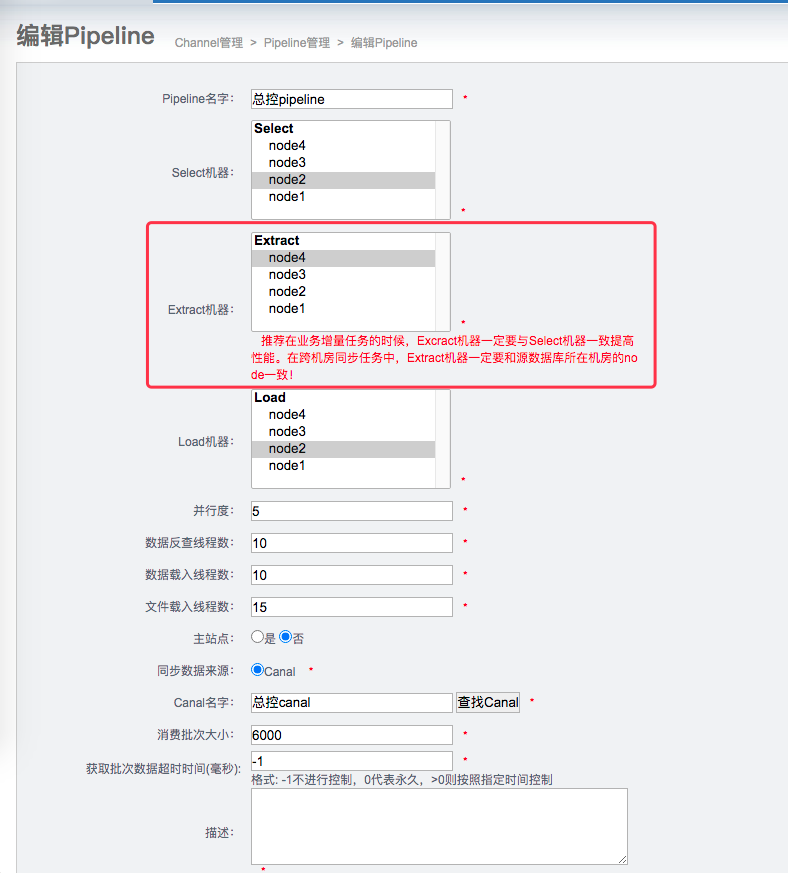 编辑Pipeline Channel管理 > Pipeline管理 > 编辑Pipeline
Pipeline名字： 总控pipeline *
Select机器：
Select
node4
node3
node2
node1
*
Extract机器：
Extract
node4
node3
node2
node1
*
推荐在业务增量任务的时候，Excract机器一定要与Select机器一致提高
性能。在跨机房同步任务中，Extract机器一定要和源数据库所在机房的no
de一致！
Load机器：
Load
node4
node3
node2
node1
*
并行度： 5 *
数据反查线程数： 10 *
数据载入线程数： 10 *
文件载入线程数： 15 *
主站点： 是 否
同步数据来源： Canal *
Canal名字： 总控canal 查找Canal *
消费批次大小： 6000 *
获取批次数据超时时间(毫秒): -1 *
格式: -1不进行控制，0代表永久，>0则按照指定时间控制
描述：
*